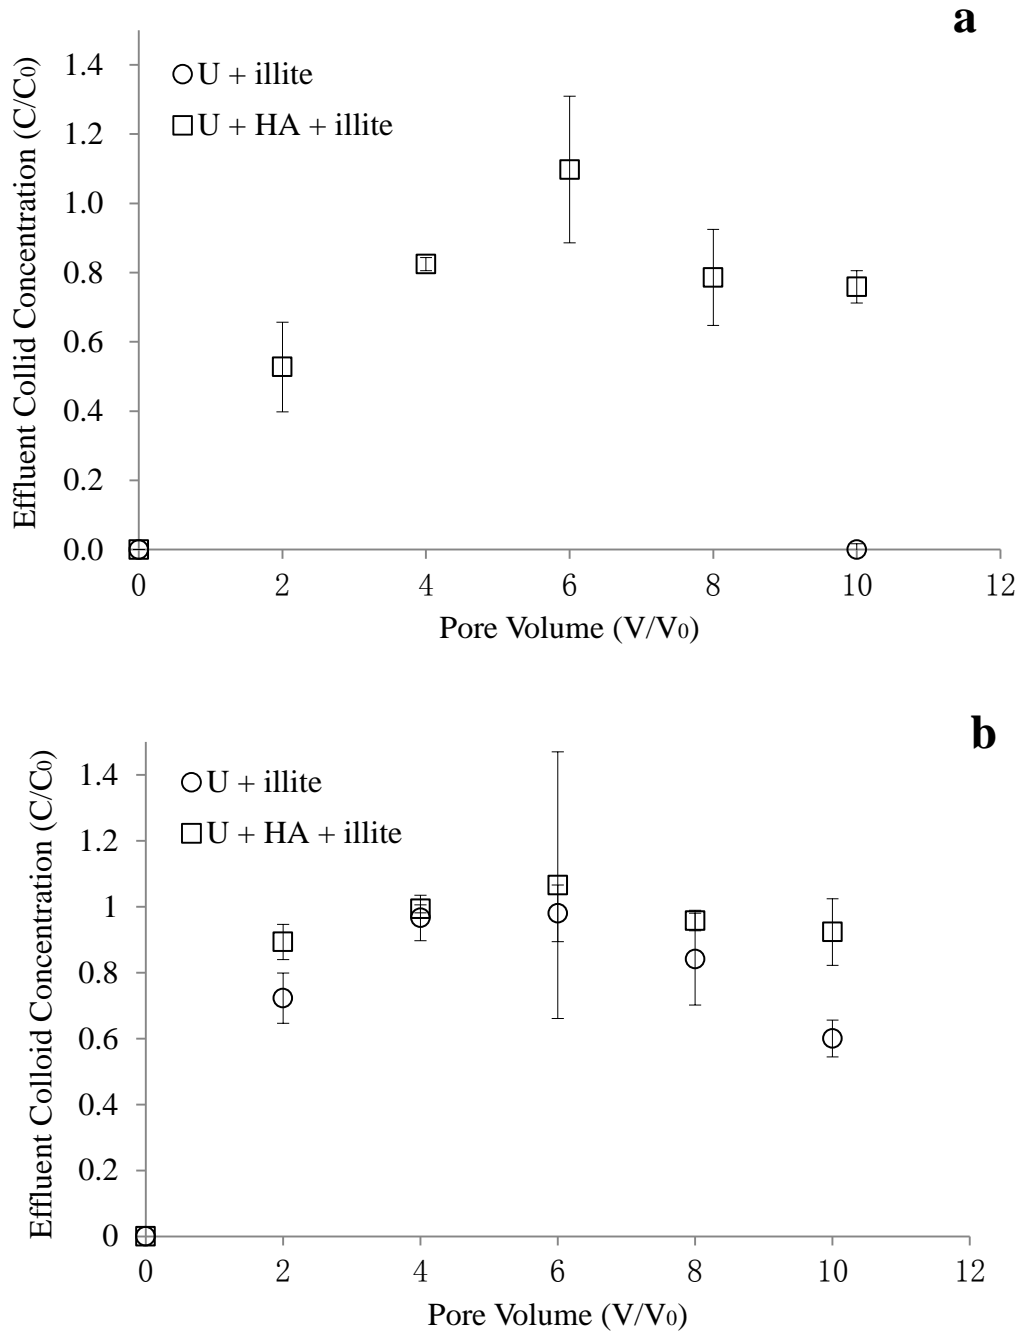 a
Effluent Collid Concentration (C/C0)
1.4
1.2
1.0
0.8
0.6
0.4
0.2
0.0
U + illite
U + HA + illite
0 2 4 6 8 10 12
Pore Volume (V/V0)
b
Effluent Colloid Concentration (C/C0)
1.4
1.2
1
0.8
0.6
0.4
0.2
0
U + illite
U + HA + illite
0 2 4 6 8 10 12
Pore Volume (V/V0)